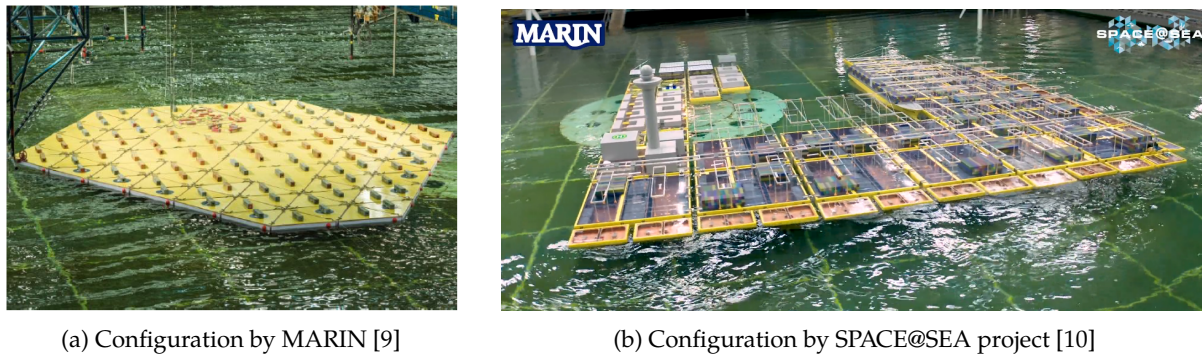 MARIN
SPACE@SEA
(a) Configuration by MARIN [9]
(b) Configuration by SPACE@SEA project [10]